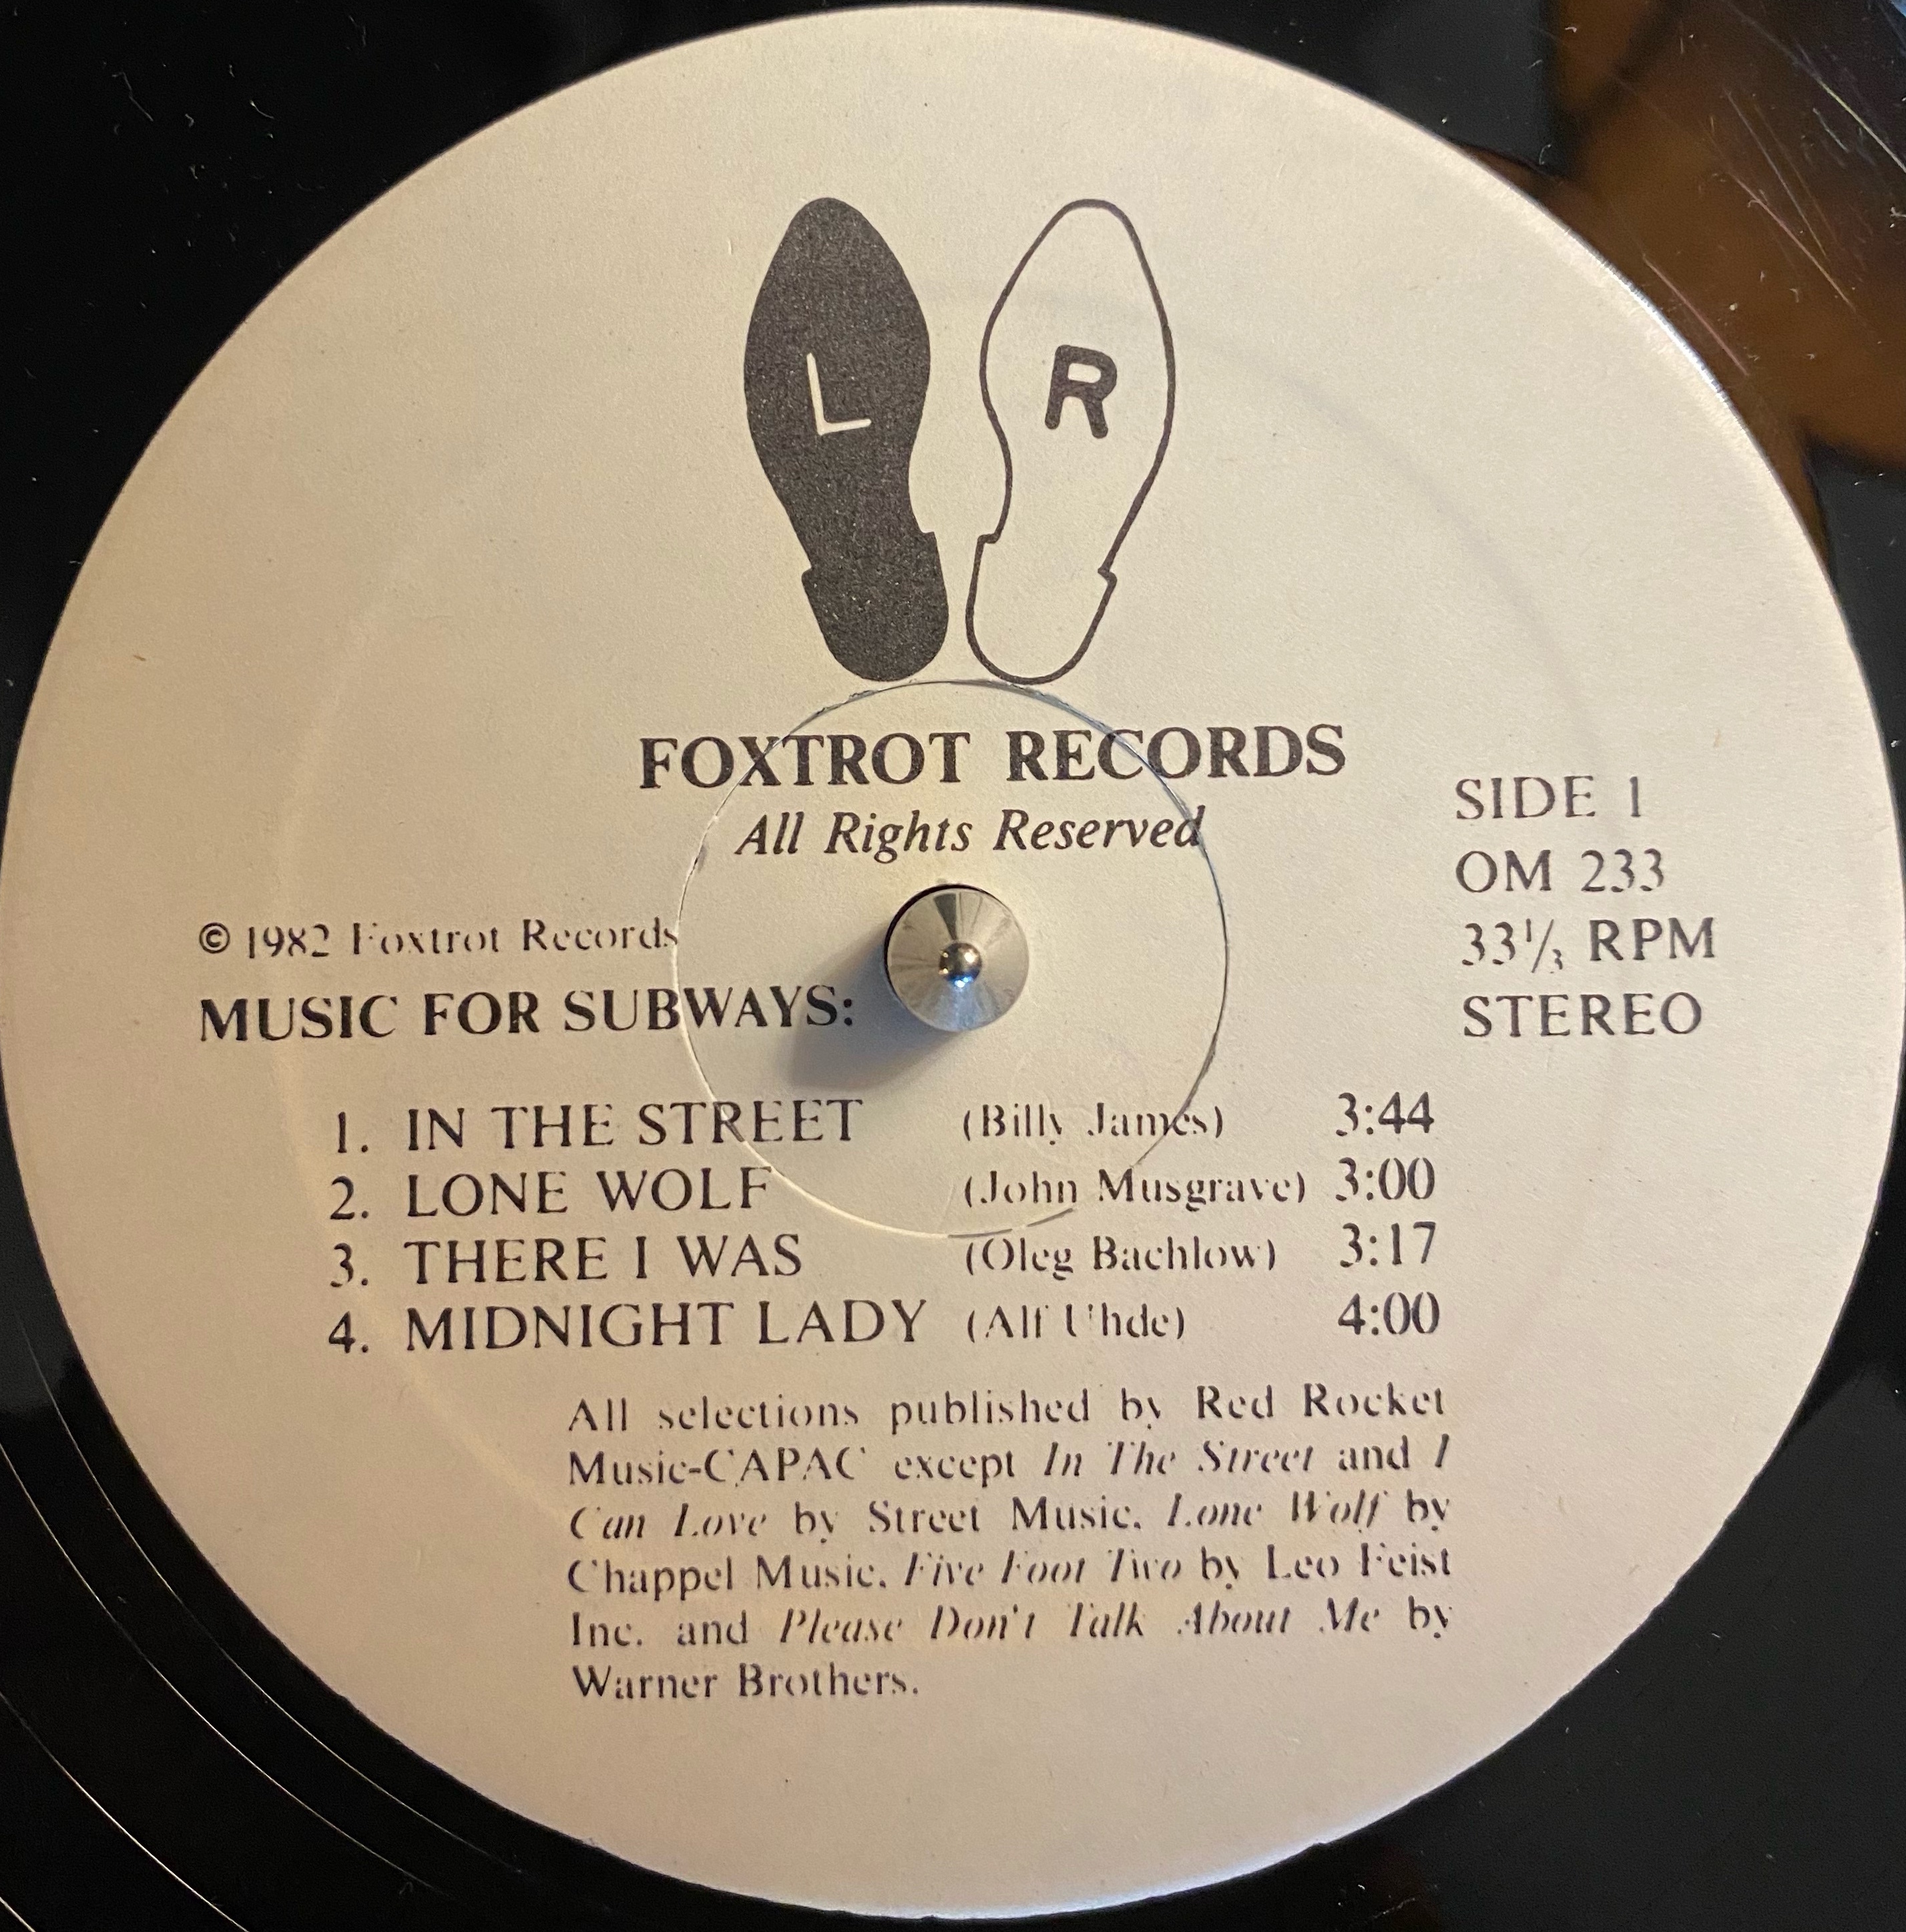 L R
FOXTROT RECORDS
All Rights Reserved
SIDE 1
OM 233
33⅓ RPM
STEREO
© 1982 Foxtrot Records
MUSIC FOR SUBWAYS:
1. IN THE STREET (Billy James) 3:44
2. LONE WOLF (John Musgrave) 3:00
3. THERE I WAS (Oleg Bachlow) 3:17
4. MIDNIGHT LADY (Alf Uhde) 4:00
All selections published by Red Rocket
Music-CAPAC except In The Street and I
Can Love by Street Music, Lone Wolf by
Chappel Music, Five Foot Two by Leo Feist
Inc. and Please Don't Talk About Me by
Warner Brothers.